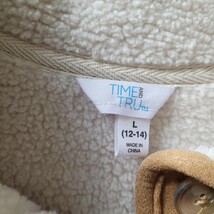 TIME AND
TRU
L
(12-14)
MADE IN
CHINA